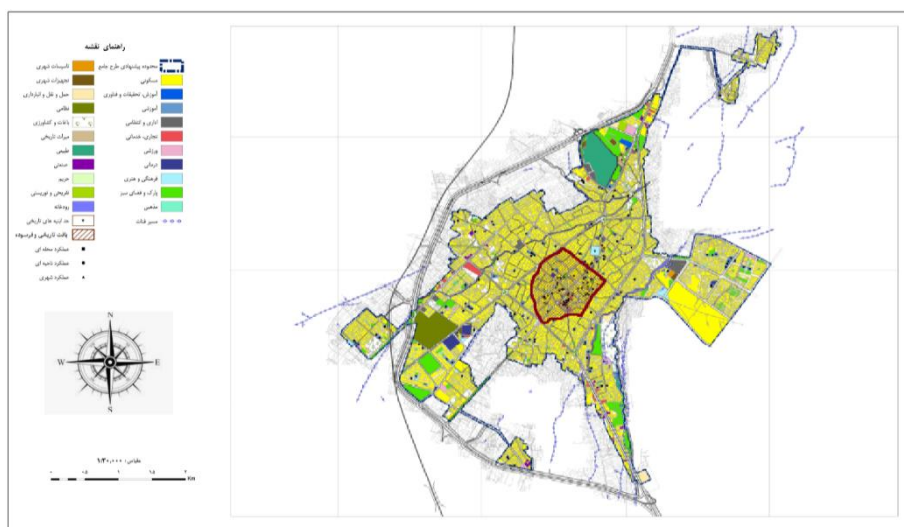 راهنمای نقشه
محدوده پیشنهادی طرح جامع
مسکونی
آموزش، تحقیقات و فناوری
آموزشی
اداری و انتظامی
تجاری، خدماتی
ورزشی
درمانی
فرهنگی و هنری
پارک و فضای سبز
مذهبی
مسیر قنات
تاسیسات شهری
تجهیزات شهری
حمل و نقل و انبارداری
نظامی
باغات و کشاورزی
میراث تاریخی
طبیعی
صنعتی
حریم
تفریحی و توریستی
رودخانه
حد ابنیه های تاریخی
بافت تاریخی و فرسوده
عملکرد محله ای
عملکرد ناحیه ای
عملکرد شهری
N
W
E
S
مقیاس: ۱:۳۰,۰۰۰